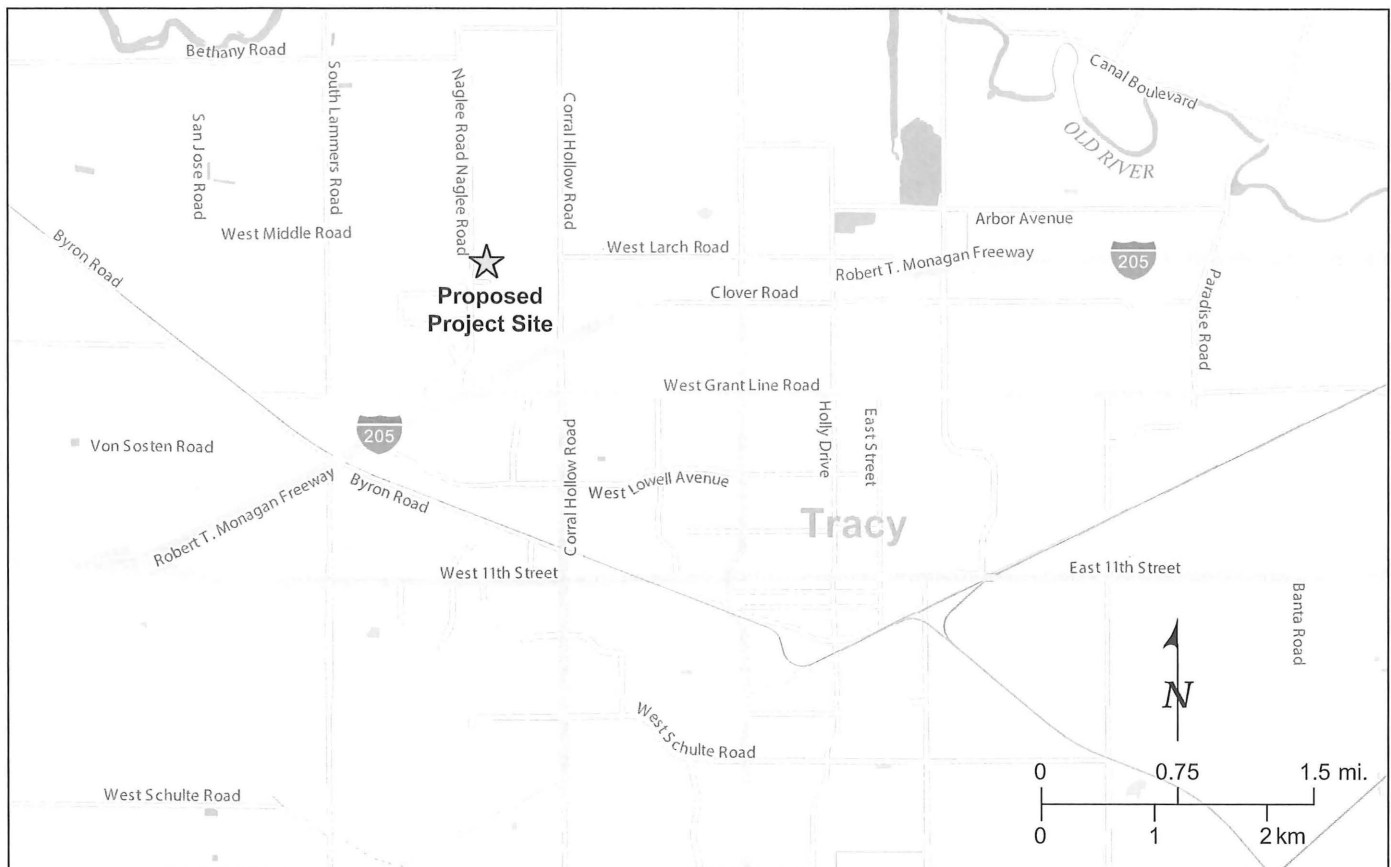 Bethany Road
South Lammers Road
Naglee Road
Naglee Road
Corral Hollow Road
Canal Boulevard
San Jose Road
OLD RIVER
Arbor Avenue
West Middle Road
West Larch Road
Byron Road
Robert T. Monagan Freeway
205
Proposed
Project Site
Clover Road
Paradise Road
West Grant Line Road
Holly Drive
East Street
205
Von Sosten Road
Corral Hollow Road
West Lowell Avenue
Byron Road
Robert T. Monagan Freeway
Tracy
West 11th Street
East 11th Street
Banta Road
N
West Schulte Road
West Schulte Road
0 0.75 1.5 mi.
0 1 2 km